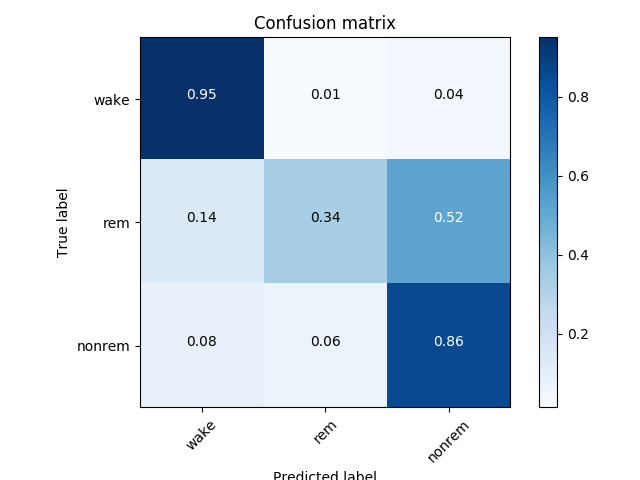 Confusion matrix
True label
wake 0.95 0.01 0.04
rem 0.14 0.34 0.52
nonrem 0.08 0.06 0.86
wake rem nonrem
Predicted label
0.8
0.6
0.4
0.2